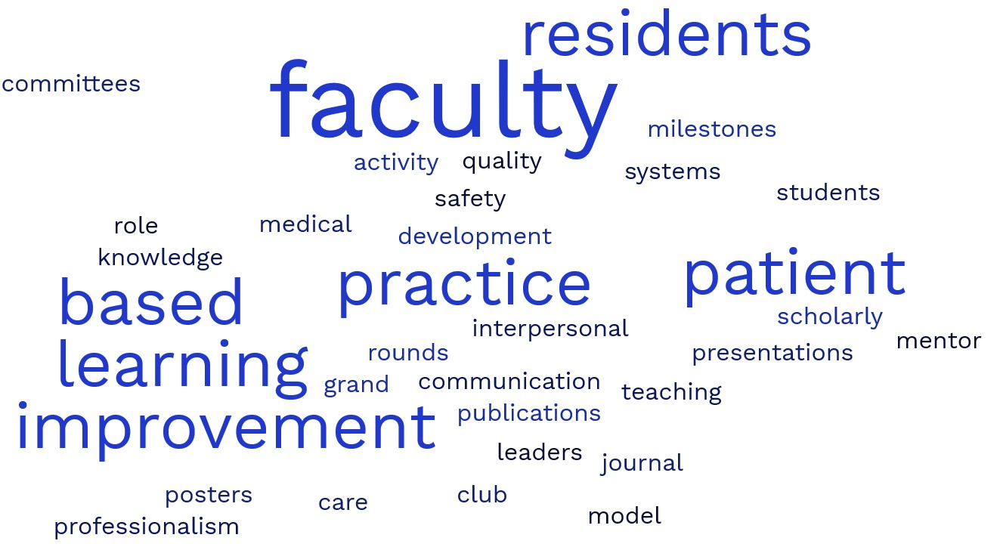 residents
committees
faculty
milestones
activity quality
systems
students
safety
role
medical
development
knowledge
based
practice
patient
scholarly
interpersonal
mentor
learning
rounds
presentations
grand
communication
teaching
improvement
publications
leaders
journal
posters
care
club
professionalism
model